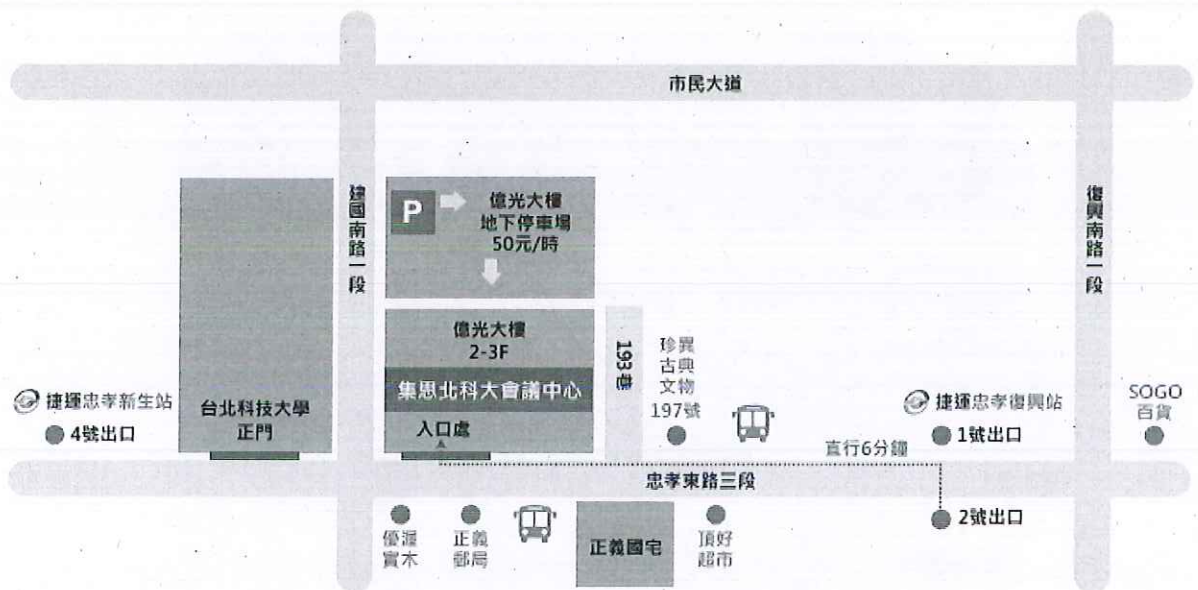 市民大道
建國南路一段
復興南路一段
P
億光大樓
地下停車場
50元/時
億光大樓
2-3F
集思北科大會議中心
入口處
193巷
珍異
古典
文物
197號
捷運忠孝新生站
4號出口
台北科技大學
正門
捷運忠孝復興站
1號出口
SOGO
百貨
直行6分鐘
忠孝東路三段
2號出口
優渥
實木
正義
郵局
正義國宅
頂好
超市